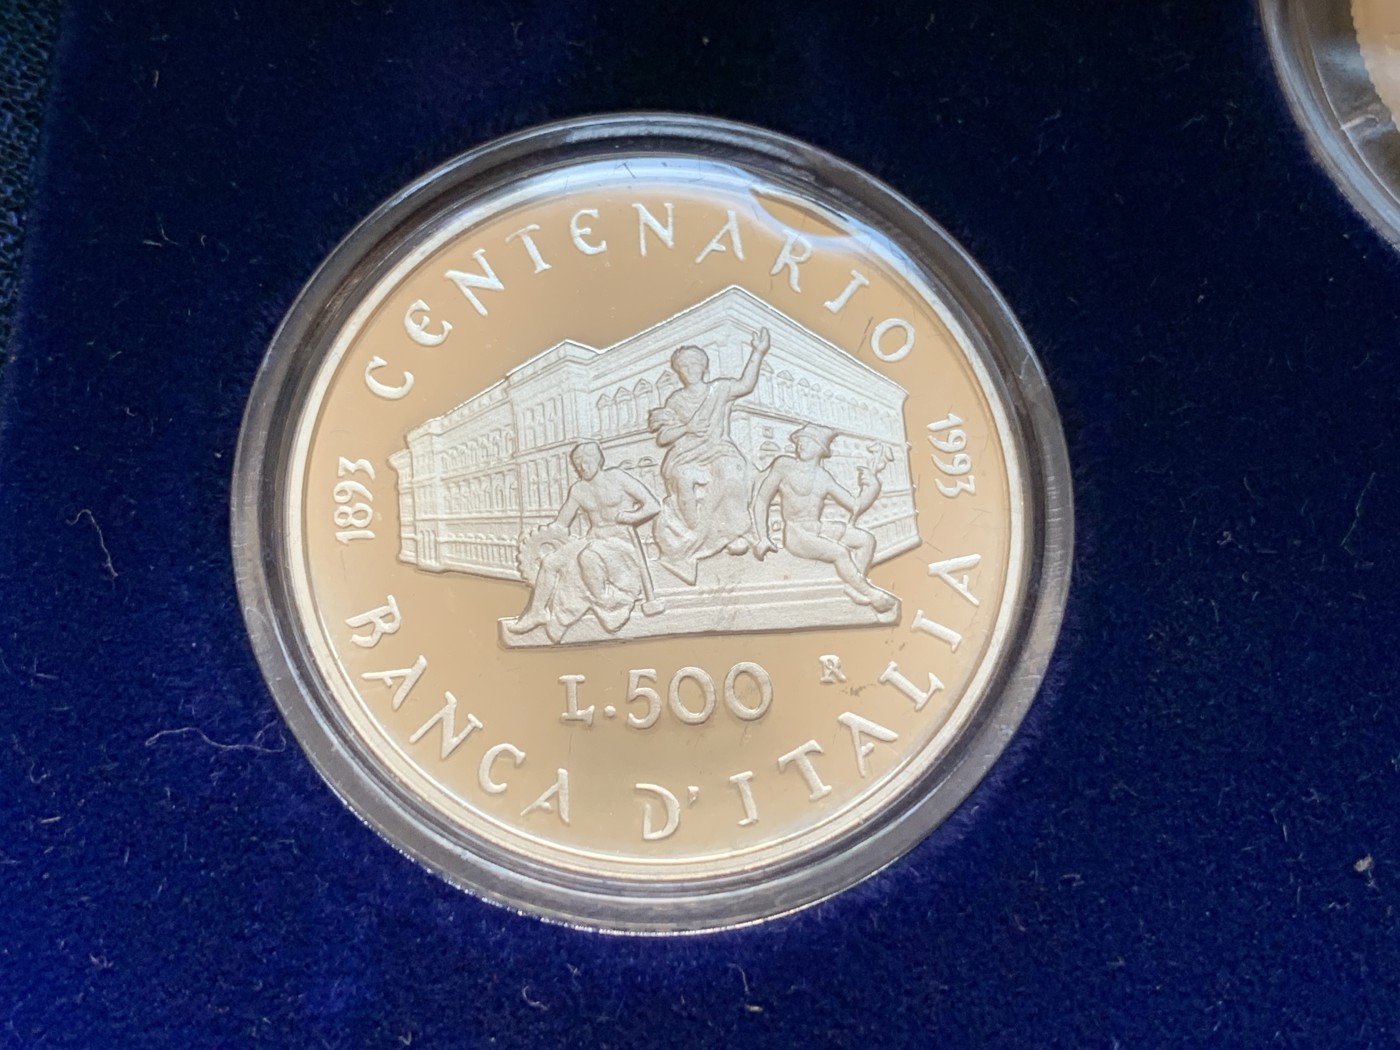 CENTENARIO
1893
1993
L.500
R
BANCA D'ITALIA